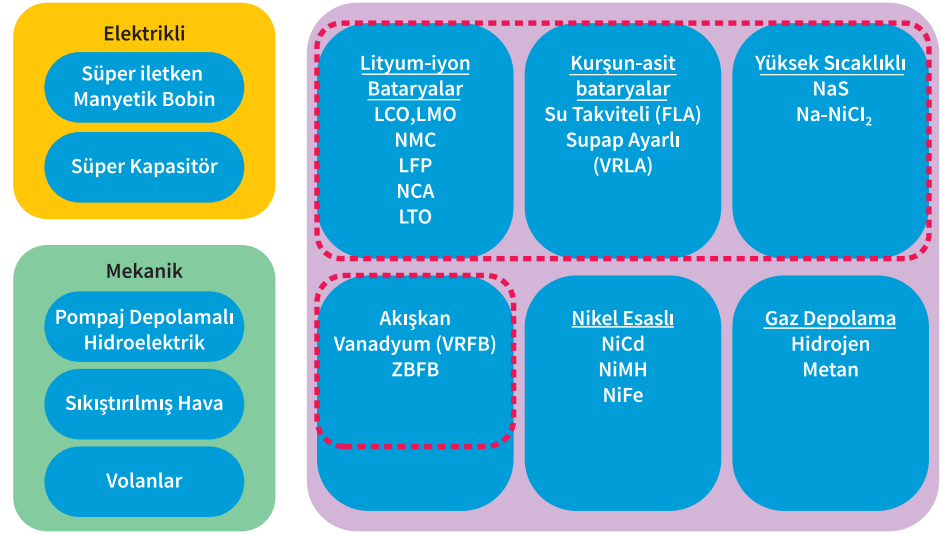 Elektrikli
Süper iletken
Manyetik Bobin
Süper Kapasitör
Mekanik
Pompaj Depolamalı
Hidroelektrik
Sıkıştırılmış Hava
Volanlar
Lityum-iyon
Bataryalar
LCO,LMO
NMC
LFP
NCA
LTO
Kurşun-asit
bataryalar
Su Takviteli (FLA)
Supap Ayarlı
(VRLA)
Yüksek Sıcaklıklı
NaS
Na-NiCl₂
Akışkan
Vanadyum (VRFB)
ZBFB
Nikel Esaslı
NiCd
NiMH
NiFe
Gaz Depolama
Hidrojen
Metan